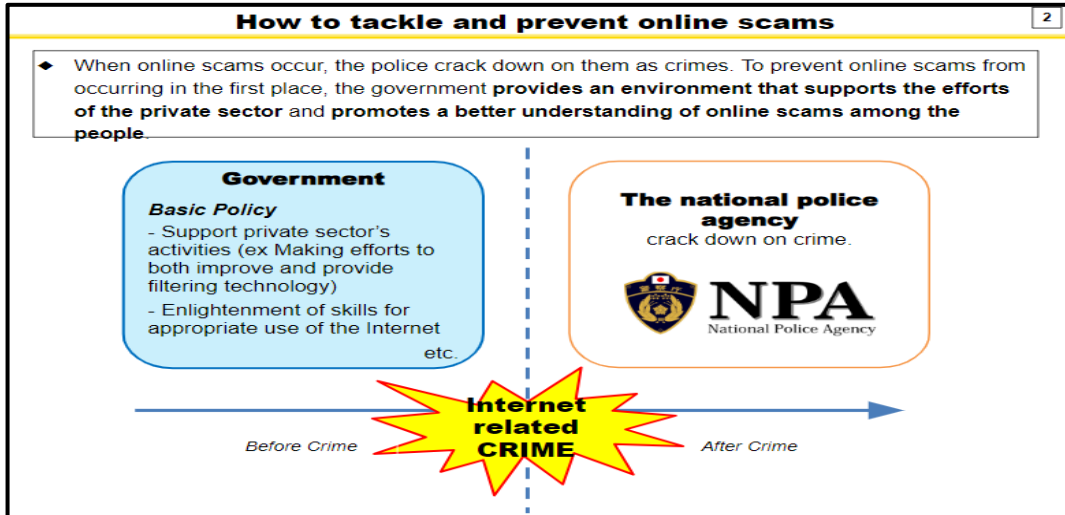 How to tackle and prevent online scams
2
◆ When online scams occur, the police crack down on them as crimes. To prevent online scams from
occurring in the first place, the government provides an environment that supports the efforts
of the private sector and promotes a better understanding of online scams among the
people.
Government
Basic Policy
- Support private sector's
activities (ex Making efforts to
both improve and provide
filtering technology)
- Enlightenment of skills for
appropriate use of the Internet
etc.
The national police
agency
crack down on crime.
警察庁
NPA
National Police Agency
Internet
related
CRIME
Before Crime
After Crime